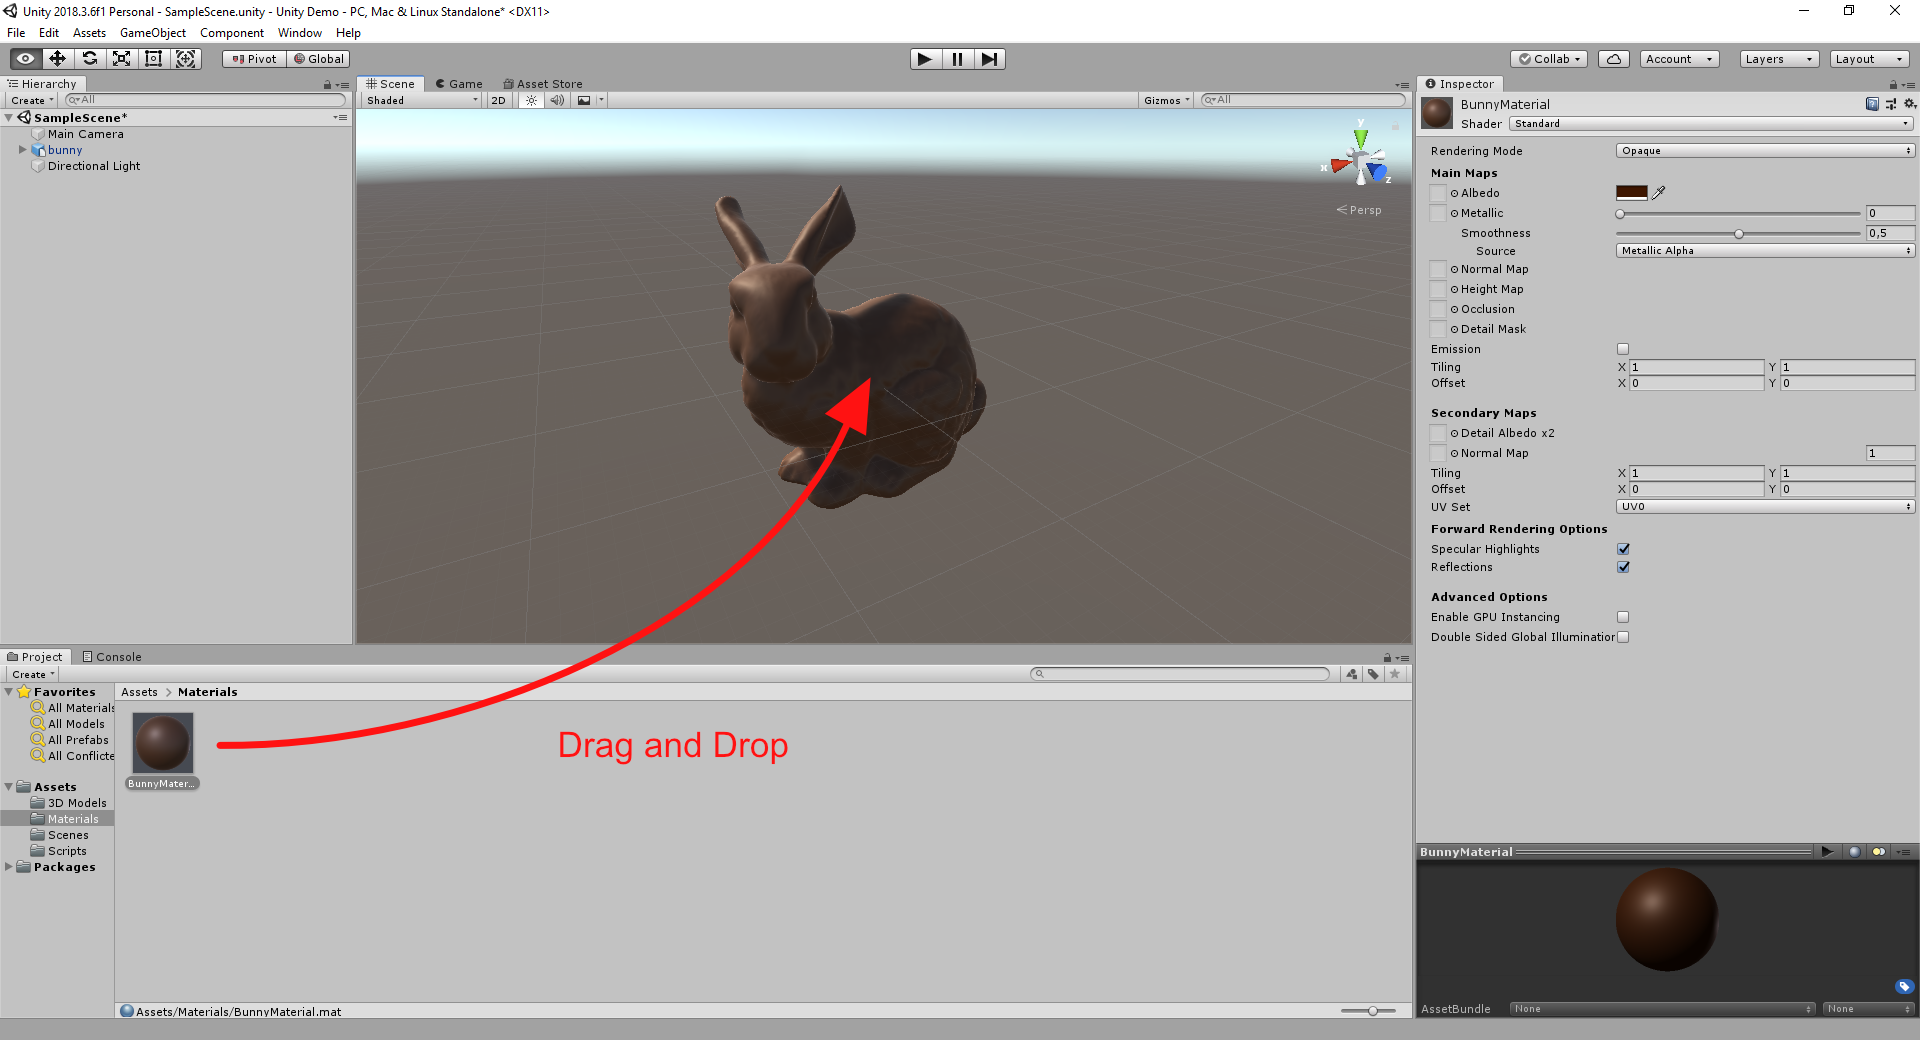 Unity 2018.3.6f1 Personal - SampleScene.unity - Unity Demo - PC, Mac & Linux Standalone* <DX11>
File Edit Assets GameObject Component Window Help
Pivot Global Collab Account Layers Layout
Hierarchy
Create All
SampleScene*
Main Camera
bunny
Directional Light
Scene Game Asset Store
Shaded 2D Gizmos All
y
x
z
Persp
Inspector
BunnyMaterial
Shader Standard
Rendering Mode Opaque
Main Maps
Albedo
Metallic 0
Smoothness 0,5
Source Metallic Alpha
Normal Map
Height Map
Occlusion
Detail Mask
Emission
Tiling X 1 Y 1
Offset X 0 Y 0
Secondary Maps
Detail Albedo x2
Normal Map 1
Tiling X 1 Y 1
Offset X 0 Y 0
UV Set UV0
Forward Rendering Options
Specular Highlights
Reflections
Advanced Options
Enable GPU Instancing
Double Sided Global Illumination
Project Console
Create
Favorites
All Materials
All Models
All Prefabs
All Conflicte
Assets
3D Models
Materials
Scenes
Scripts
Packages
Assets > Materials
BunnyMater...
Drag and Drop
Assets/Materials/BunnyMaterial.mat
BunnyMaterial
AssetBundle None None